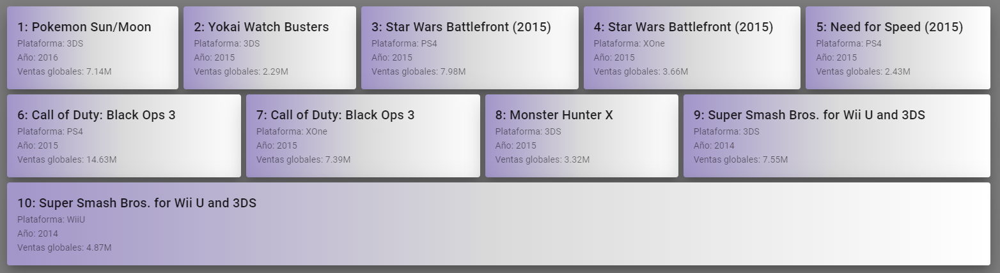 1: Pokemon Sun/Moon
Plataforma: 3DS
Año: 2016
Ventas globales: 7.14M
2: Yokai Watch Busters
Plataforma: 3DS
Año: 2015
Ventas globales: 2.29M
3: Star Wars Battlefront (2015)
Plataforma: PS4
Año: 2015
Ventas globales: 7.98M
4: Star Wars Battlefront (2015)
Plataforma: XOne
Año: 2015
Ventas globales: 3.66M
5: Need for Speed (2015)
Plataforma: PS4
Año: 2015
Ventas globales: 2.43M
6: Call of Duty: Black Ops 3
Plataforma: PS4
Año: 2015
Ventas globales: 14.63M
7: Call of Duty: Black Ops 3
Plataforma: XOne
Año: 2015
Ventas globales: 7.39M
8: Monster Hunter X
Plataforma: 3DS
Año: 2015
Ventas globales: 3.32M
9: Super Smash Bros. for Wii U and 3DS
Plataforma: 3DS
Año: 2014
Ventas globales: 7.55M
10: Super Smash Bros. for Wii U and 3DS
Plataforma: WiiU
Año: 2014
Ventas globales: 4.87M